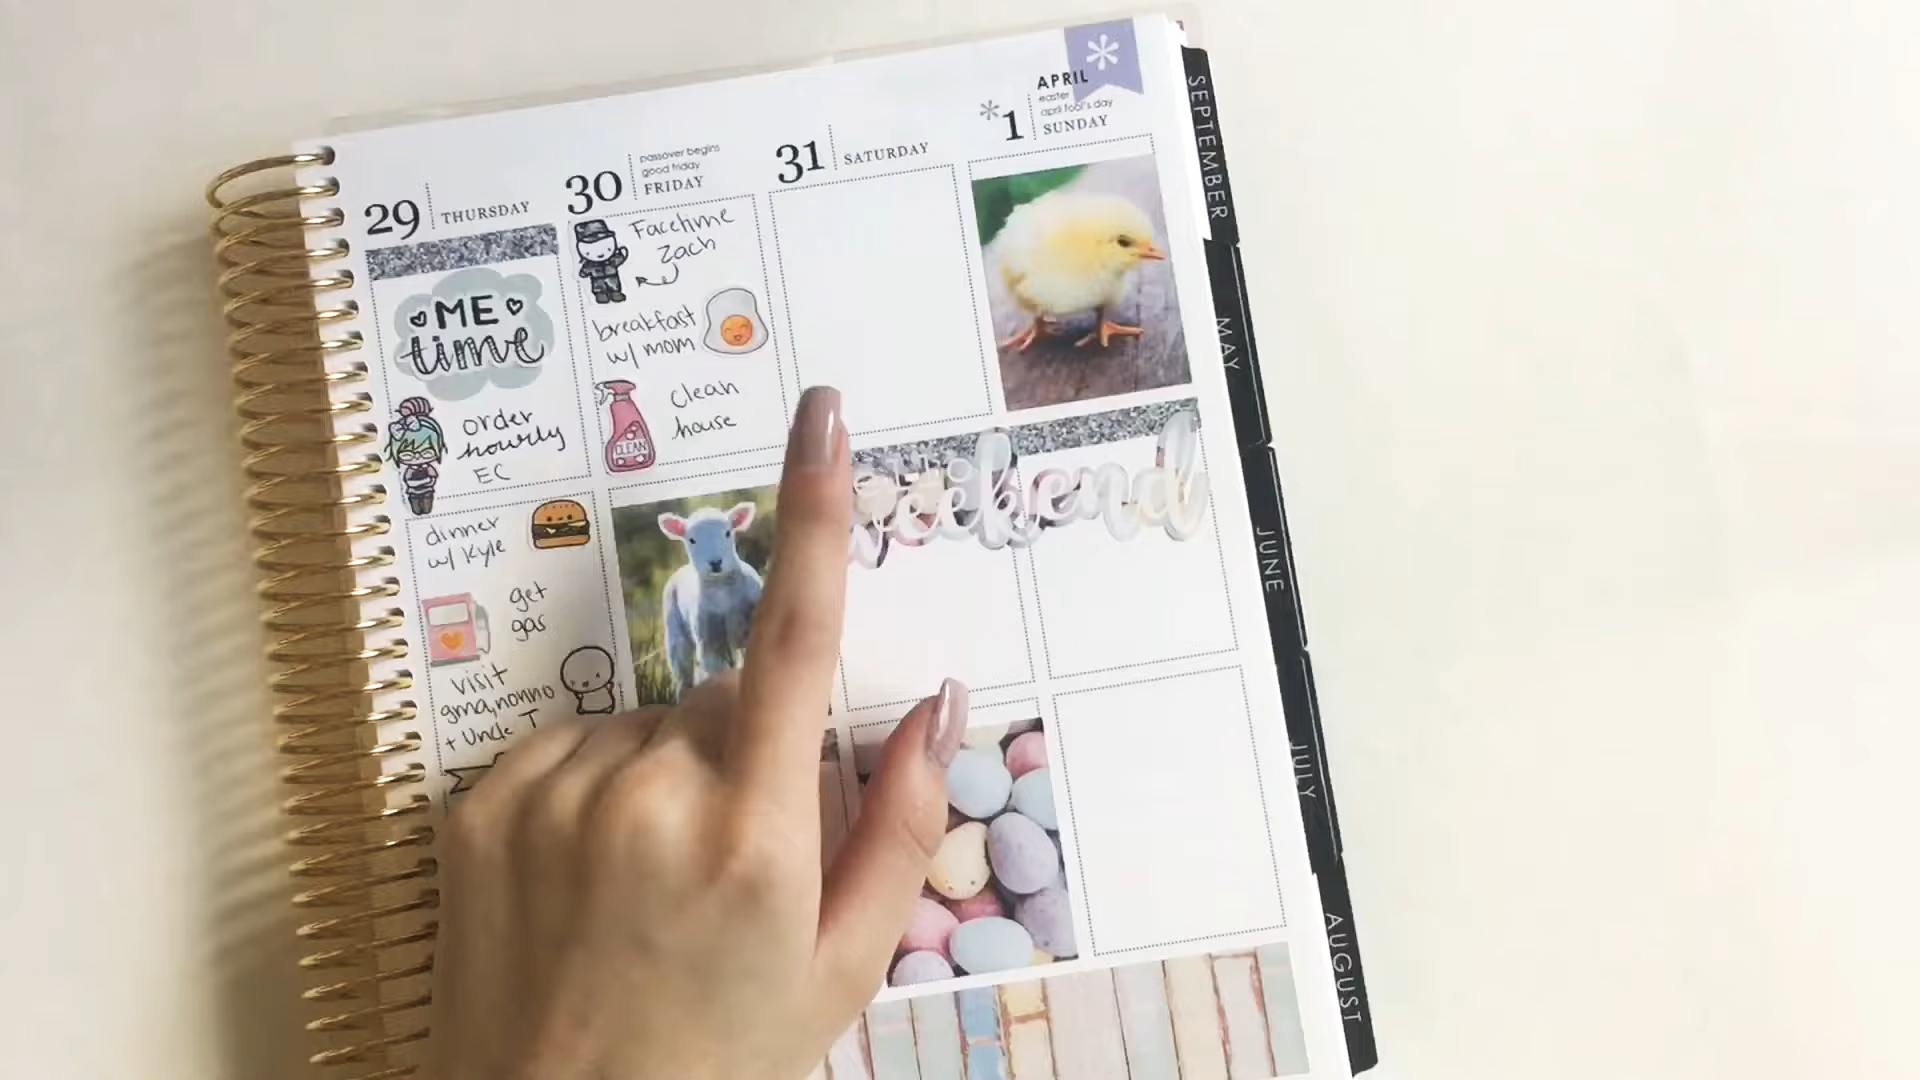 29
THURSDAY
ME
time
order
hourly
EC
dinner
w/ Kyle
get
gas
visit
gma, nonno
+ Uncle T
30
passover begins
good friday
FRIDAY
Facetime
Zach
breakfast
w/ mom
CLEAN
clean
house
31
SATURDAY
weekend
APRIL
*1
easter
april fool's day
SUNDAY
SEPTEMBER
MAY
JUNE
JULY
AUGUST